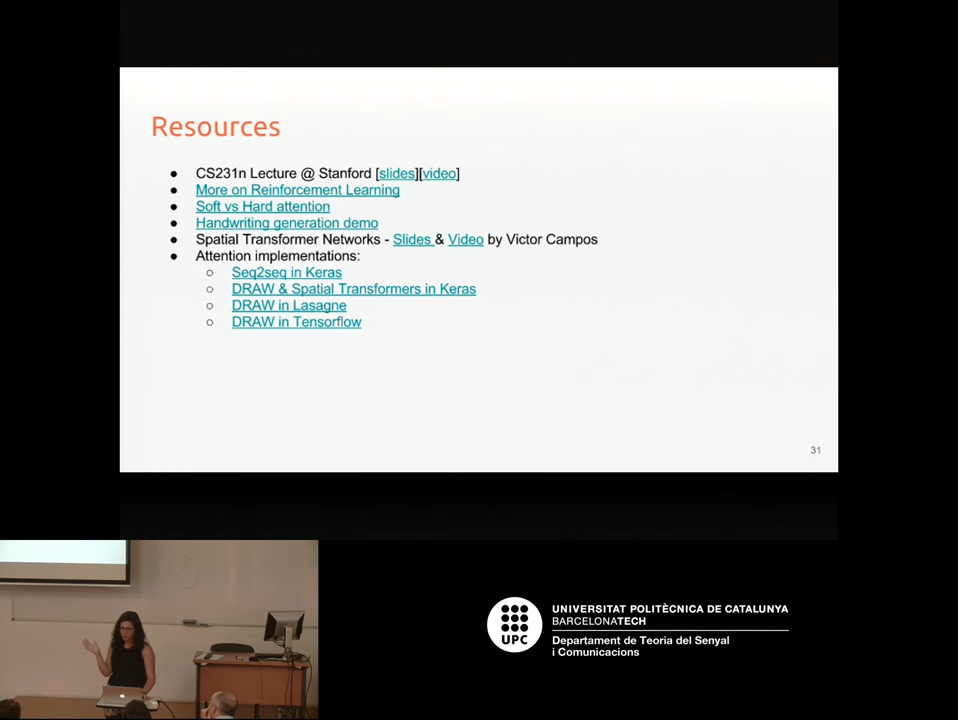 Resources
● CS231n Lecture @ Stanford [slides][video]
● More on Reinforcement Learning
● Soft vs Hard attention
● Handwriting generation demo
● Spatial Transformer Networks - Slides & Video by Victor Campos
● Attention implementations:
○ Seq2seq in Keras
○ DRAW & Spatial Transformers in Keras
○ DRAW in Lasagne
○ DRAW in Tensorflow
31
UPC
UNIVERSITAT POLITÈCNICA DE CATALUNYA
BARCELONATECH
Departament de Teoria del Senyal
i Comunicacions